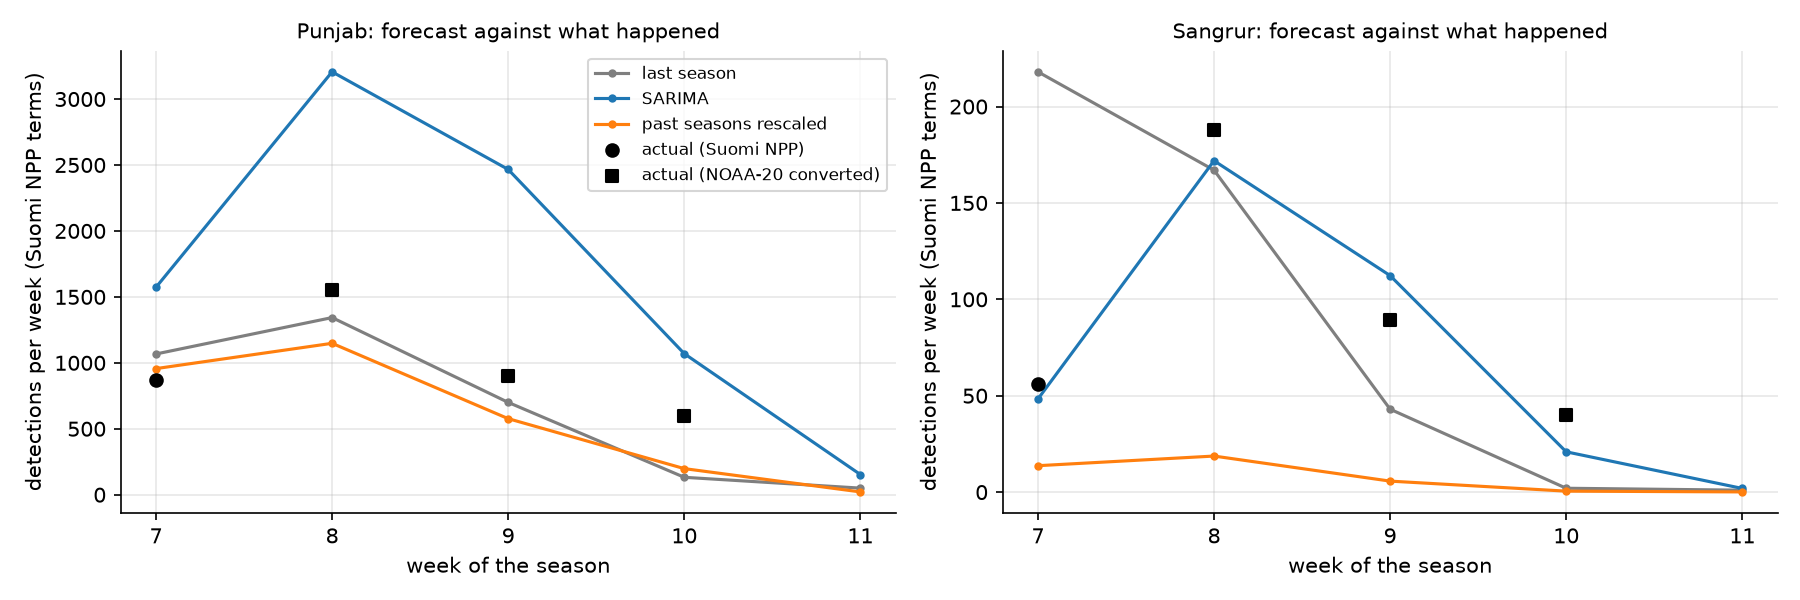 Punjab: forecast against what happened
detections per week (Suomi NPP terms)
3000
2500
2000
1500
1000
500
0
last season
SARIMA
past seasons rescaled
actual (Suomi NPP)
actual (NOAA-20 converted)
7 8 9 10 11
week of the season
Sangrur: forecast against what happened
detections per week (Suomi NPP terms)
200
150
100
50
0
7 8 9 10 11
week of the season